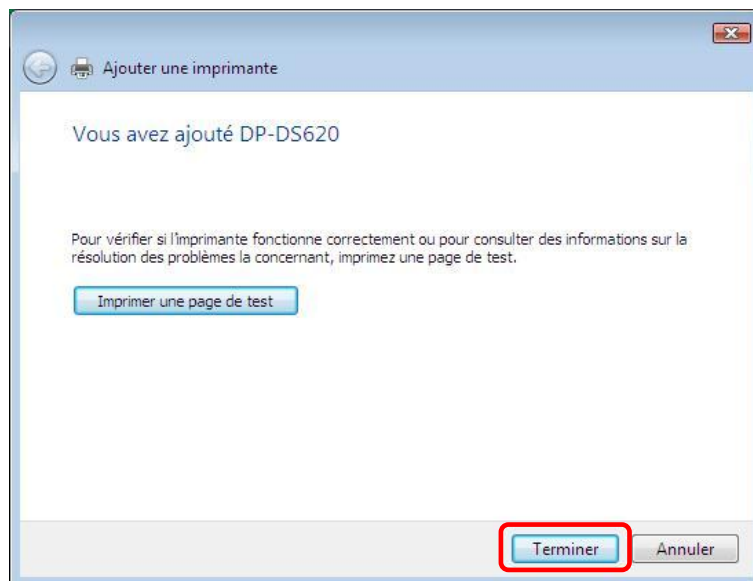 Ajouter une imprimante
Vous avez ajouté DP-DS620
Pour vérifier si l'imprimante fonctionne correctement ou pour consulter des informations sur la
résolution des problèmes la concernant, imprimez une page de test.
Imprimer une page de test
Terminer Annuler